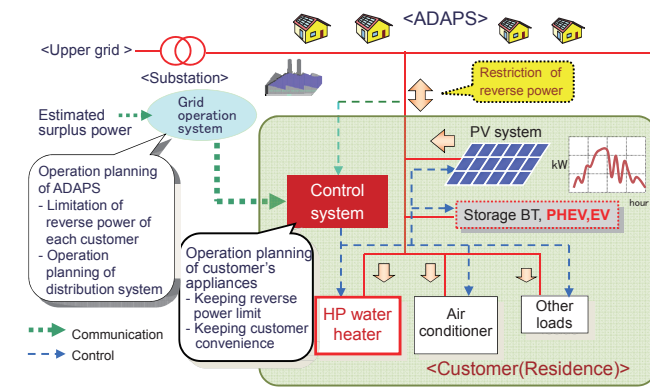 <ADAPS>
<Upper grid >
<Substation>
Restriction of
reverse power
Estimated
surplus power
Grid
operation
system
PV system
kW
hour
Operation planning
of ADAPS
- Limitation of
reverse power of
each customer
- Operation
planning of
distribution system
Control
system
Storage BT, PHEV,EV
Operation planning
of customer's
appliances
- Keeping reverse
power limit
- Keeping customer
convenience
HP water
heater
Air
conditioner
Other
loads
Communication
Control
<Customer(Residence)>